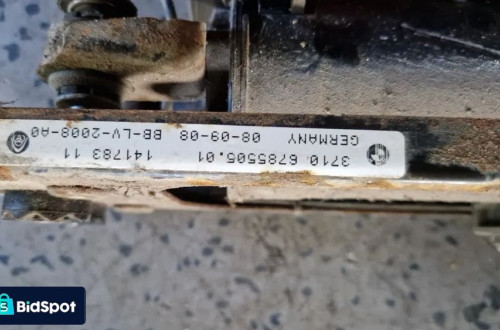 3710 6785505.01 141783 11
GERMANY 08-09-08 BB-LV-2008-A0
BidSpot